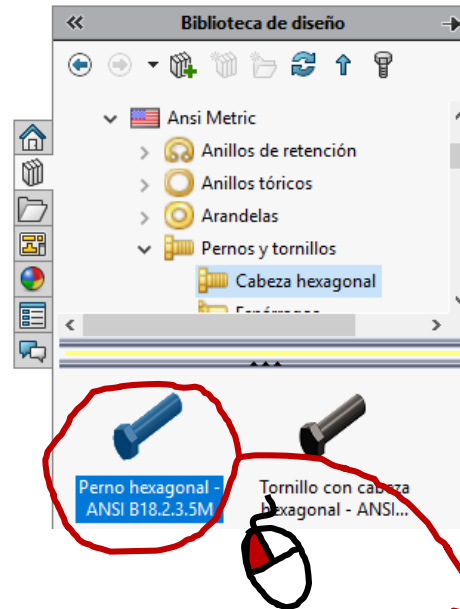 Biblioteca de diseño
Ansi Metric
Anillos de retención
Anillos tóricos
Arandelas
Pernos y tornillos
Cabeza hexagonal
Perno hexagonal -
ANSI B18.2.3.5M
Tornillo con cabeza
hexagonal - ANSI...